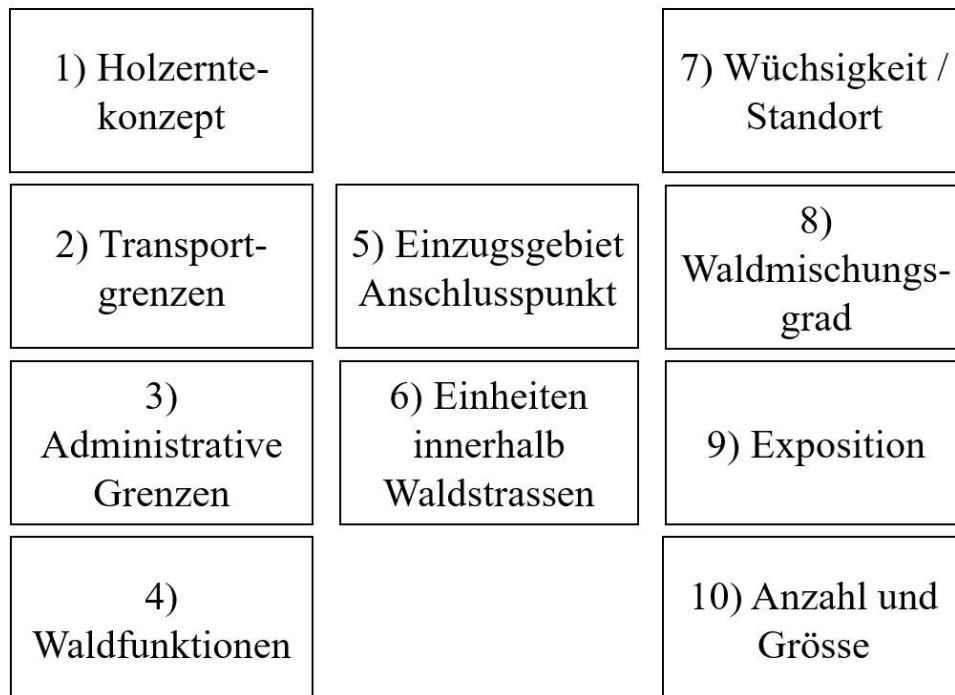 1) Holzernte-
konzept
2) Transport-
grenzen
3)
Administrative
Grenzen
4)
Waldfunktionen
5) Einzugsgebiet
Anschlusspunkt
6) Einheiten
innerhalb
Waldstrassen
7) Wüchsigkeit /
Standort
8)
Waldmischungs-
grad
9) Exposition
10) Anzahl und
Grösse